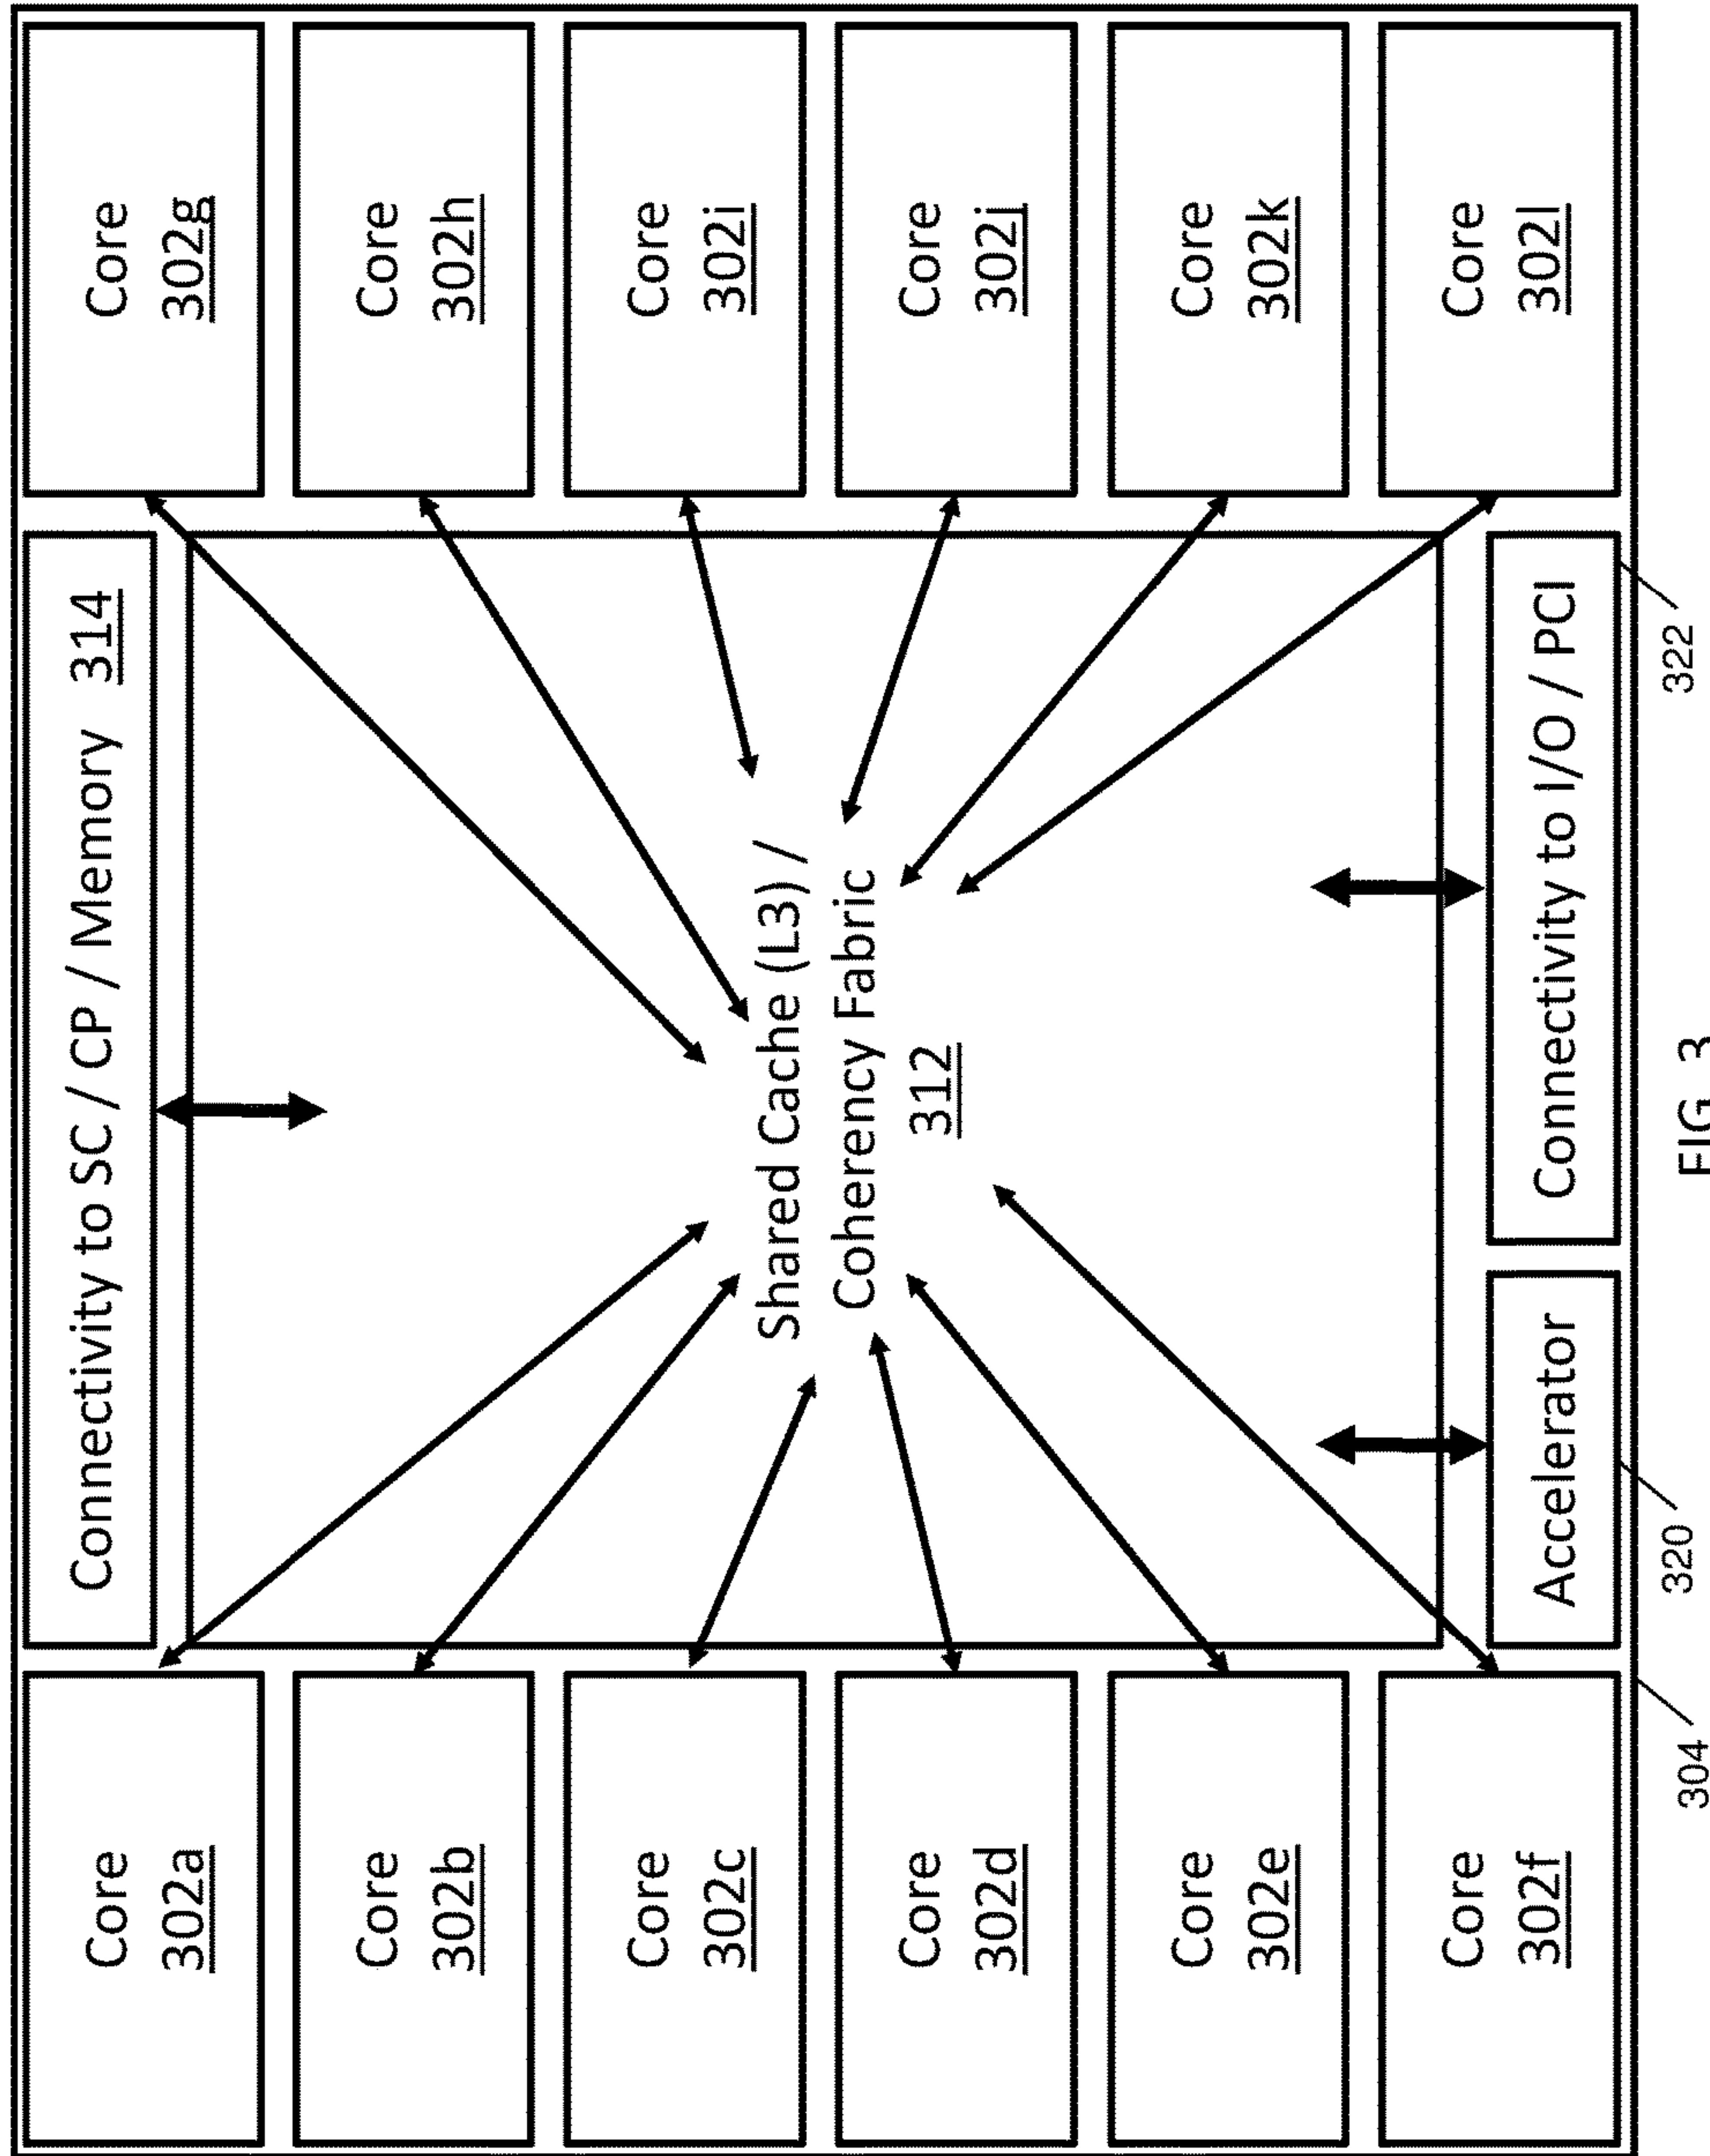 Connectivity to SC / CP / Memory 314
Core
302a
Core
302b
Core
302c
Core
302d
Core
302e
Core
302f
Shared Cache (L3) /
Coherency Fabric
312
Core
302g
Core
302h
Core
302i
Core
302j
Core
302k
Core
302l
Accelerator
Connectivity to I/O / PCI
304
320
322
FIG. 3